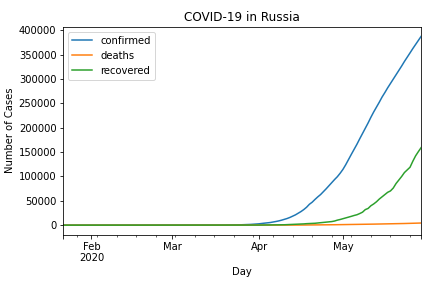 COVID-19 in Russia
confirmed
deaths
recovered
Number of Cases
400000
350000
300000
250000
200000
150000
100000
50000
0
Feb
2020
Mar
Apr
May
Day